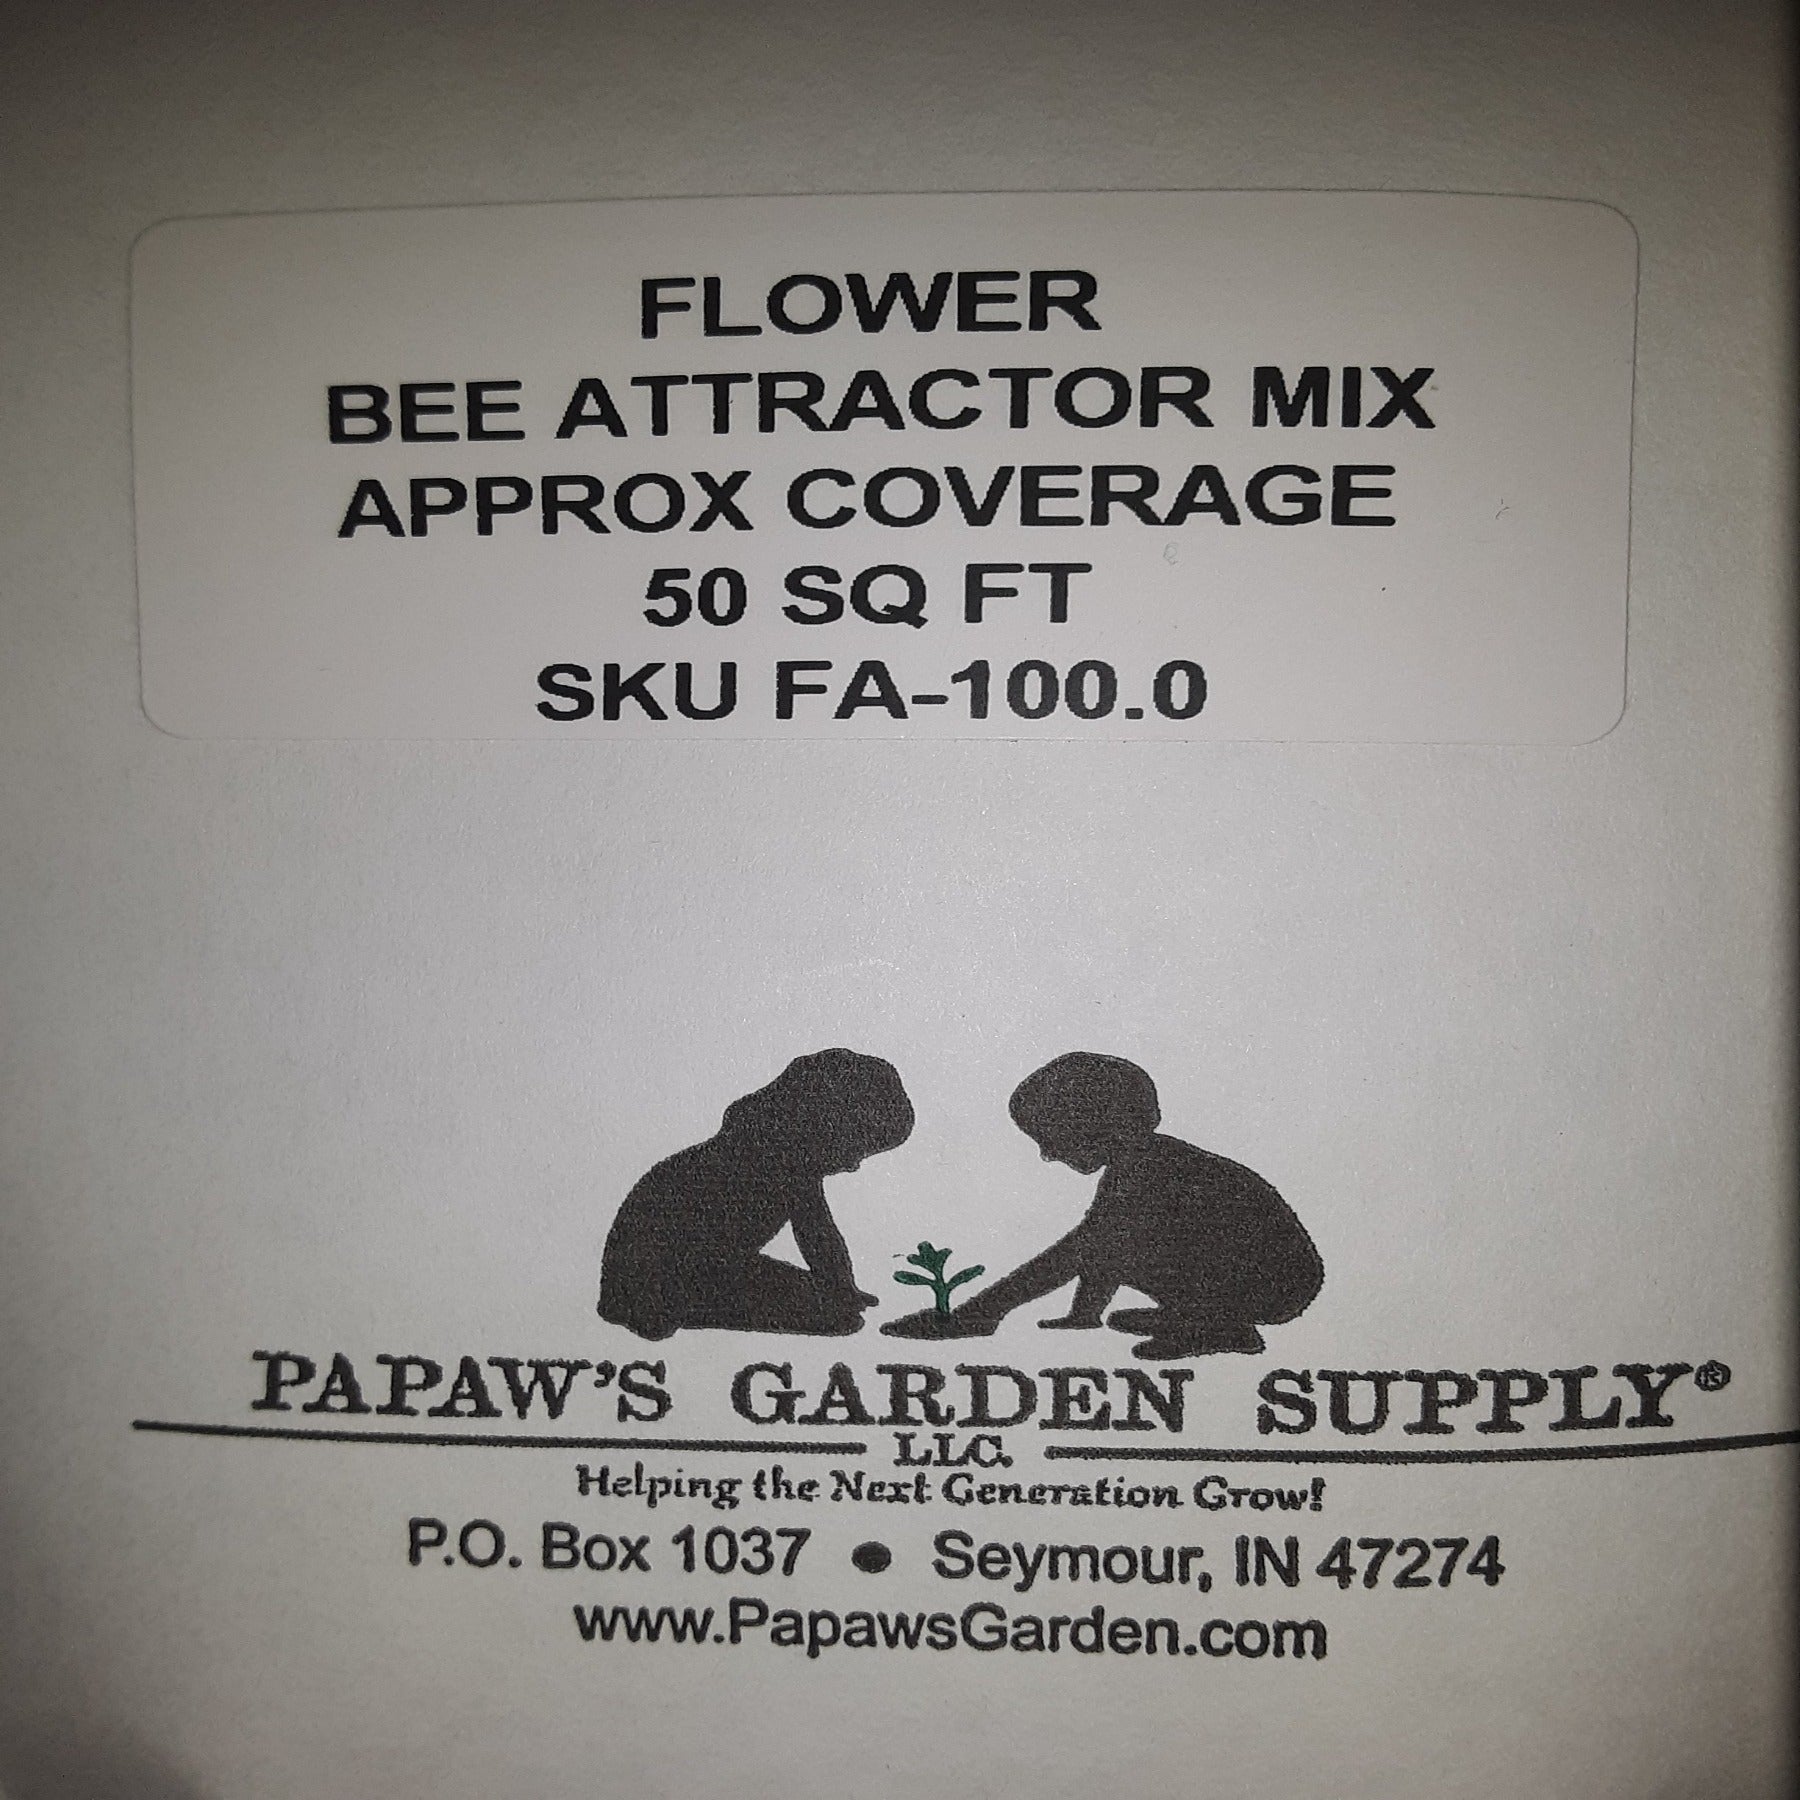 FLOWER
BEE ATTRACTOR MIX
APPROX COVERAGE
50 SQ FT
SKU FA-100.0
PAPAW'S GARDEN SUPPLY®
LLC.
Helping the Next Generation Grow!
P.O. Box 1037 • Seymour, IN 47274
www.PapawsGarden.com